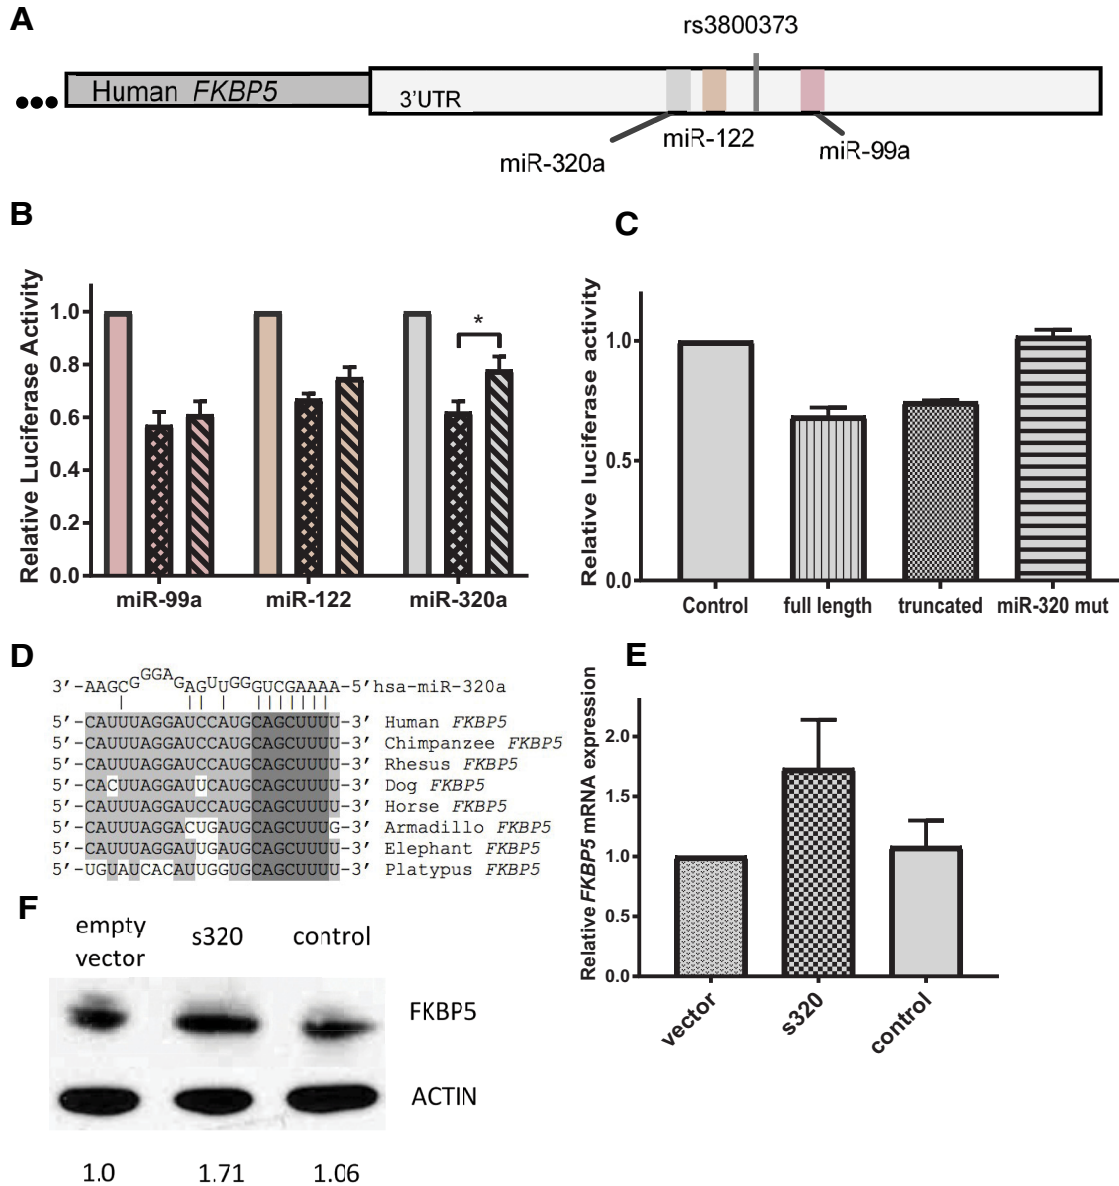 A
rs3800373
Human FKBP5
3'UTR
miR-320a
miR-122
miR-99a
B
Relative Luciferase Activity
1.0
0.8
0.6
0.4
0.2
0.0
*
miR-99a
miR-122
miR-320a
C
Relative luciferase activity
1.0
0.5
0.0
Control
full length
truncated
miR-320 mut
D
3′-AAGCGGGAGAGUUGGGUCGAAAA-5′hsa-miR-320a
5′-CAUUUAGGAUCCAUGCAGCUUUU-3′ Human FKBP5
5′-CAUUUAGGAUCCAUGCAGCUUUU-3′ Chimpanzee FKBP5
5′-CAUUUAGGAUCCAUGCAGCUUUU-3′ Rhesus FKBP5
5′-CACUUAGGAUUCAUGCAGCUUUU-3′ Dog FKBP5
5′-CAUUUAGGAUCCAUGCAGCUUUU-3′ Horse FKBP5
5′-CAUUUAGGACUGAUGCAGCUUUG-3′ Armadillo FKBP5
5′-CAUUUAGGAUUGAUGCAGCUUUU-3′ Elephant FKBP5
5′-UGUAUCACAUUGGUGCAGCUUUU-3′ Platypus FKBP5
E
Relative FKBP5 mRNA expression
2.0
1.5
1.0
0.5
0.0
vector
s320
control
F
empty
vector
s320
control
FKBP5
ACTIN
1.0
1.71
1.06